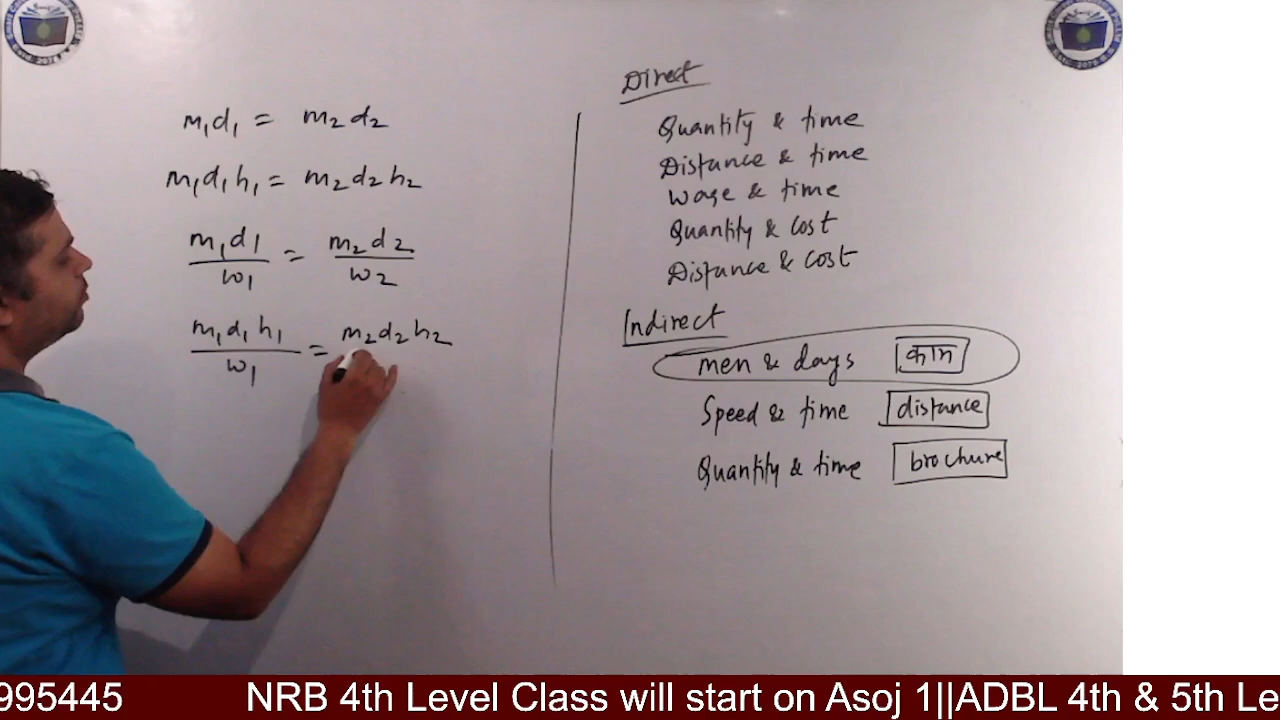 m₁d₁ = m₂d₂
m₁d₁h₁ = m₂d₂h₂
m₁d₁/w₁ = m₂d₂/w₂
m₁d₁h₁/w₁ = m₂d₂h₂
Direct
Quantity & time
Distance & time
Wage & time
Quantity & Cost
Distance & Cost
Indirect
men & days काम
Speed & time distance
Quantity & time brochure
995445 NRB 4th Level Class will start on Asoj 1||ADBL 4th & 5th Le